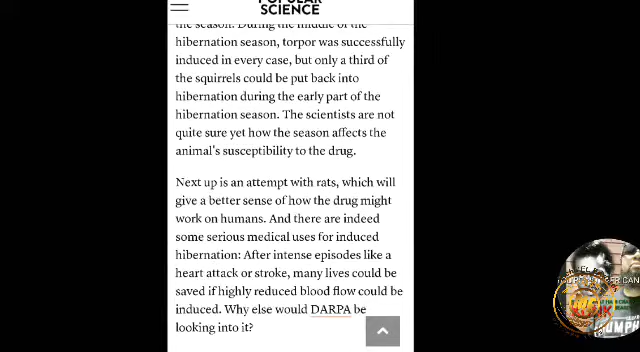 POPULAR
SCIENCE
the season. During the middle of the
hibernation season, torpor was successfully
induced in every case, but only a third of
the squirrels could be put back into
hibernation during the early part of the
hibernation season. The scientists are not
quite sure yet how the season affects the
animal's susceptibility to the drug.
Next up is an attempt with rats, which will
give a better sense of how the drug might
work on humans. And there are indeed
some serious medical uses for induced
hibernation: After intense episodes like a
heart attack or stroke, many lives could be
saved if highly reduced blood flow could be
induced. Why else would DARPA be
looking into it?